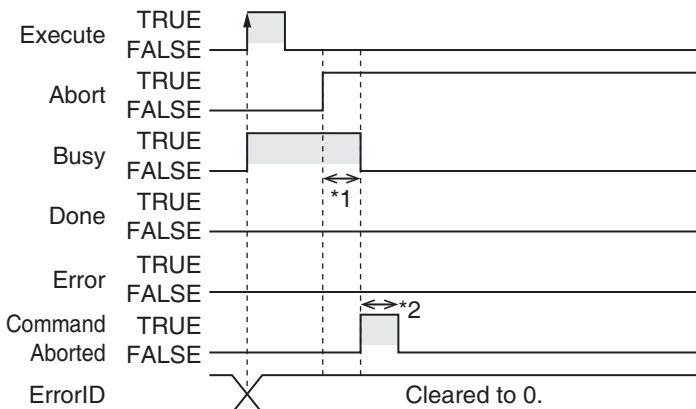 Execute TRUE
FALSE
Abort TRUE
FALSE
Busy TRUE
FALSE
*1
Done TRUE
FALSE
Error TRUE
FALSE
*2
Command TRUE
Aborted FALSE
ErrorID Cleared to 0.